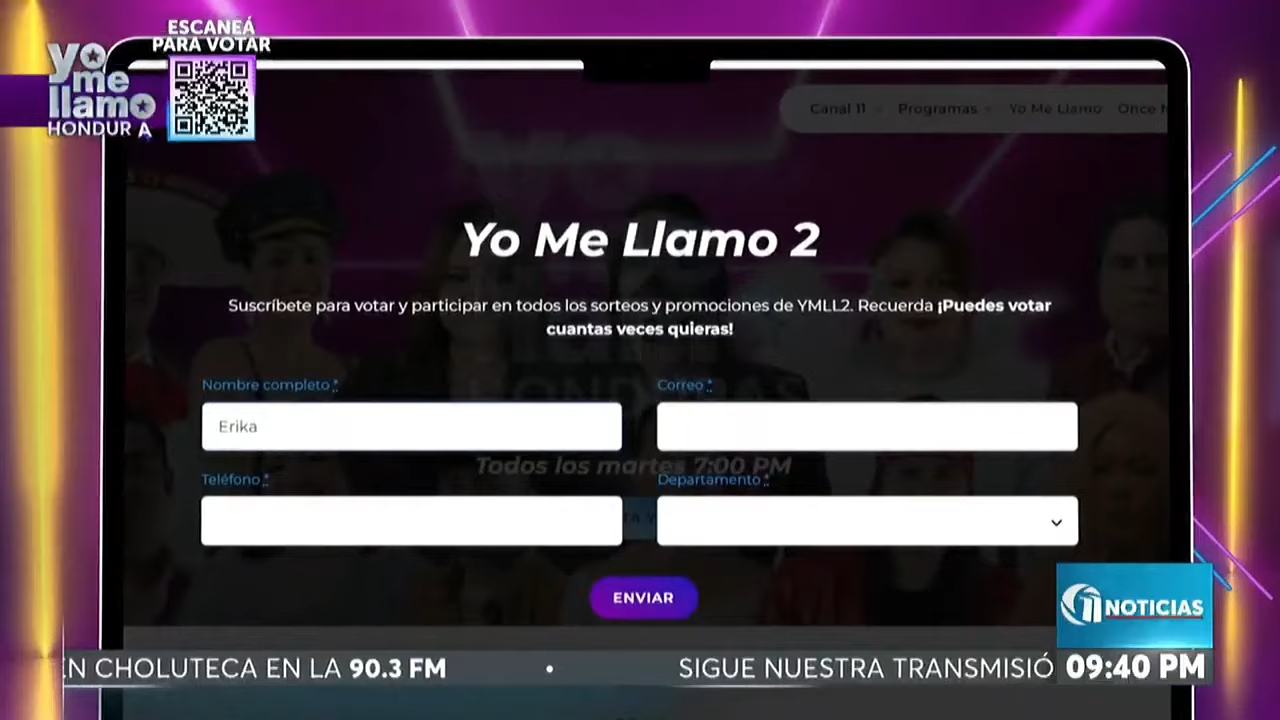 ESCANEÁ
PARA VOTAR
yo
me
llamo
HONDUR A
Canal 11
Programas
Yo Me Llamo
Once
Yo Me Llamo 2
Suscríbete para votar y participar en todos los sorteos y promociones de YMLL2. Recuerda ¡Puedes votar
cuantas veces quieras!
Nombre completo *
Correo *
Erika
Todos los martes 7:00 PM
Teléfono *
Departamento *
ENVIAR
11 NOTICIAS
EN CHOLUTECA EN LA 90.3 FM • SIGUE NUESTRA TRANSMISIÓ
09:40 PM